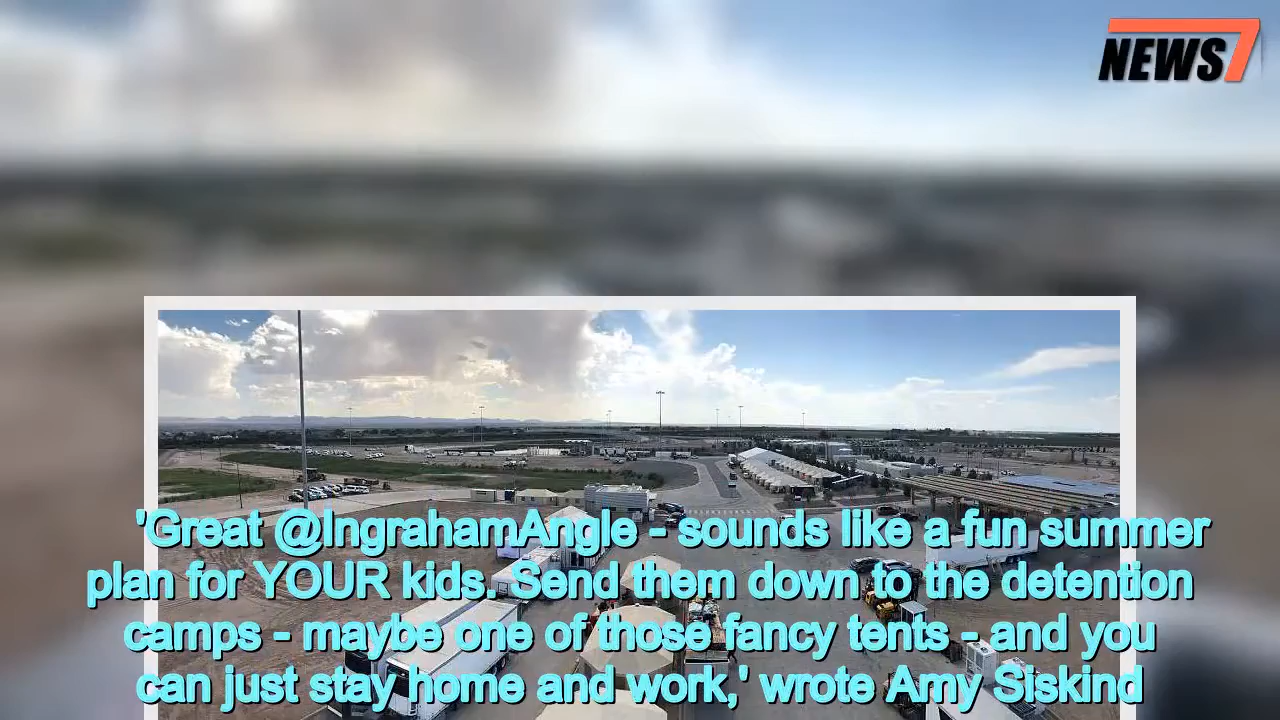 NEWS7
'Great @IngrahamAngle - sounds like a fun summer
plan for YOUR kids. Send them down to the detention
camps - maybe one of those fancy tents - and you
can just stay home and work,' wrote Amy Siskind